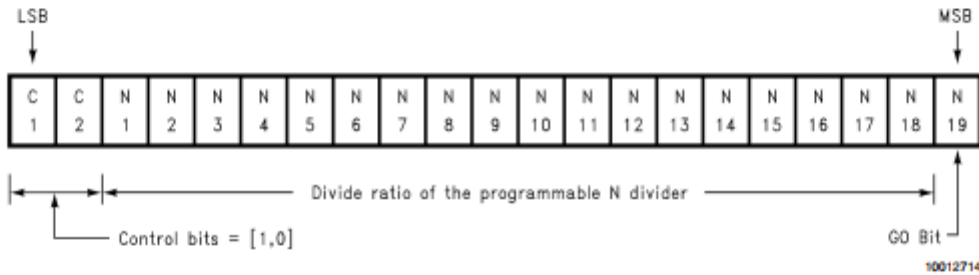 LSB MSB
C C N N N N N N N N N N N N N N N N N N N
1 2 1 2 3 4 5 6 7 8 9 10 11 12 13 14 15 16 17 18 19
Divide ratio of the programmable N divider
Control bits = [1,0] GO Bit
10012714